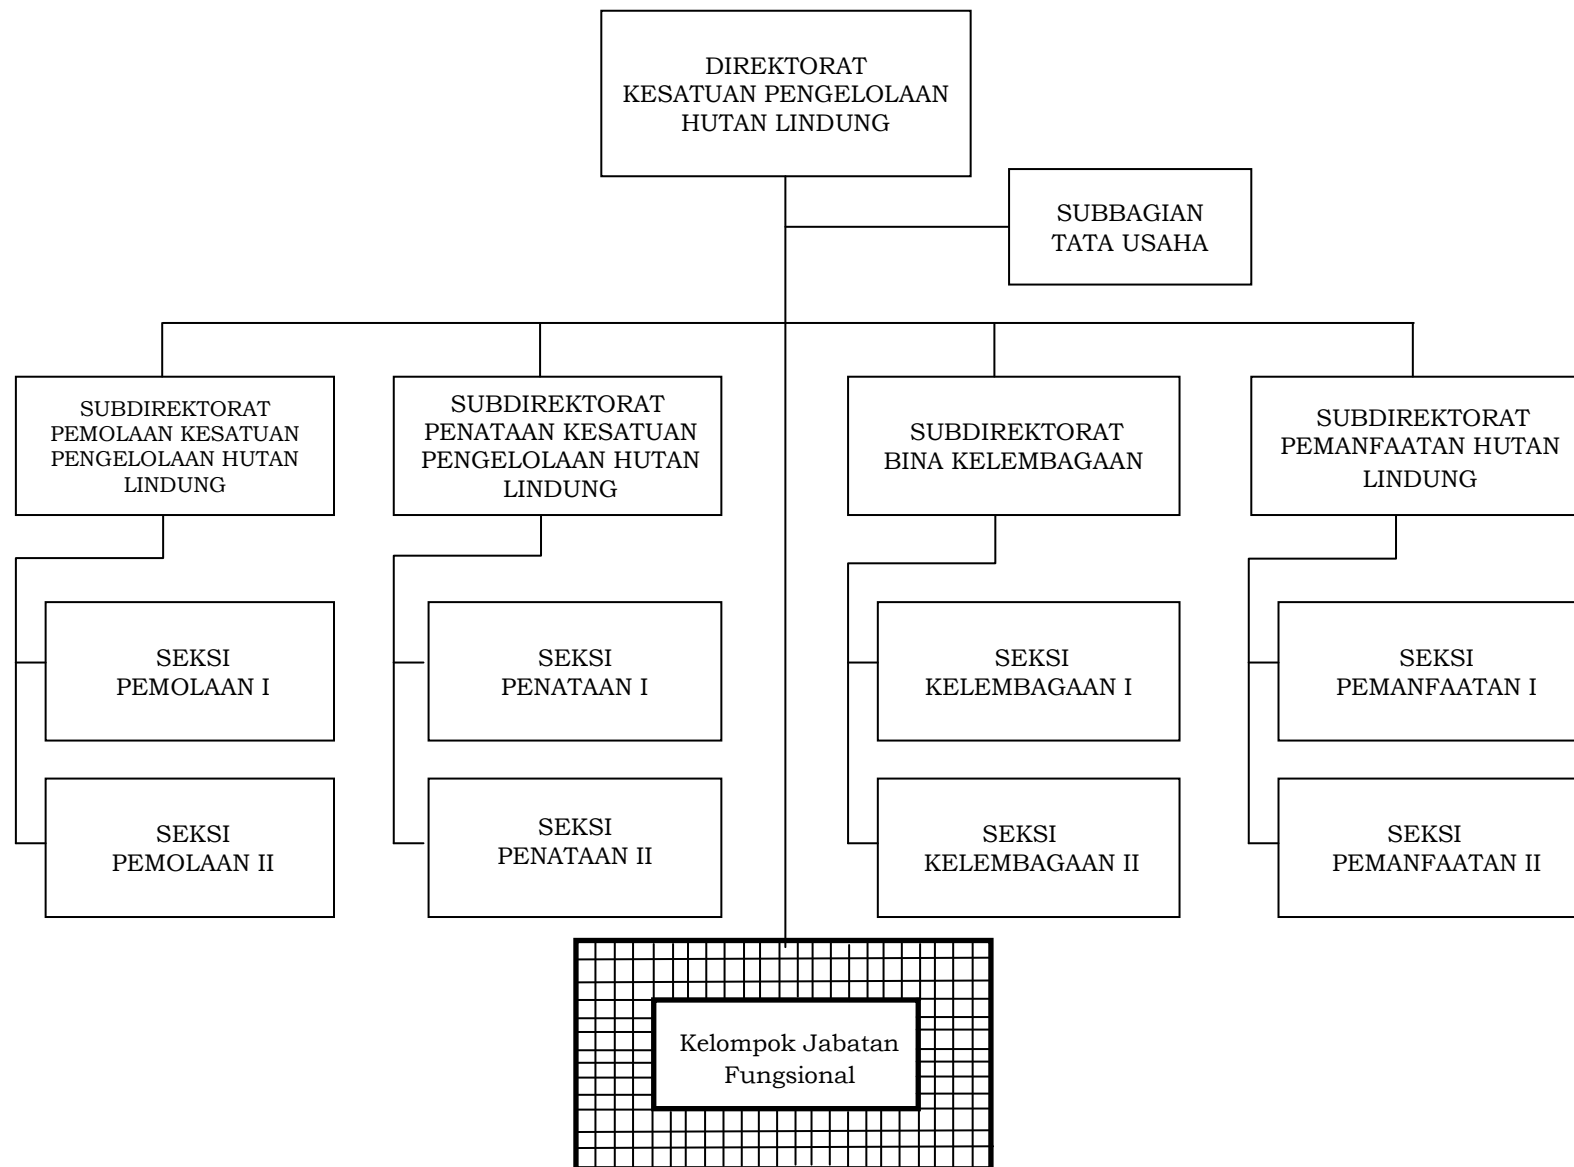 DIREKTORAT
KESATUAN PENGELOLAAN
HUTAN LINDUNG
SUBBAGIAN
TATA USAHA
SUBDIREKTORAT
PEMOLAAN KESATUAN
PENGELOLAAN HUTAN
LINDUNG
SUBDIREKTORAT
PENATAAN KESATUAN
PENGELOLAAN HUTAN
LINDUNG
SUBDIREKTORAT
BINA KELEMBAGAAN
SUBDIREKTORAT
PEMANFAATAN HUTAN
LINDUNG
SEKSI
PEMOLAAN I
SEKSI
PENATAAN I
SEKSI
KELEMBAGAAN I
SEKSI
PEMANFAATAN I
SEKSI
PEMOLAAN II
SEKSI
PENATAAN II
SEKSI
KELEMBAGAAN II
SEKSI
PEMANFAATAN II
Kelompok Jabatan
Fungsional